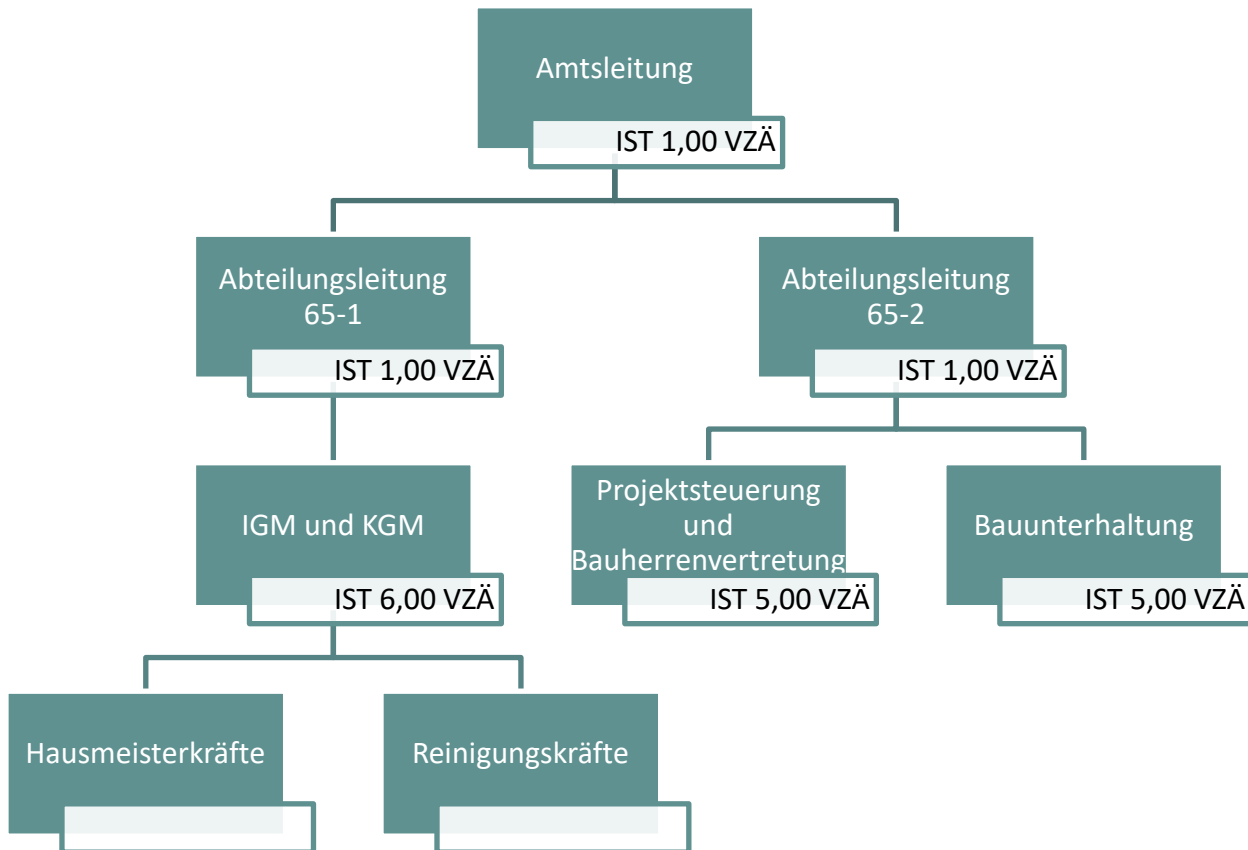 Amtsleitung
IST 1,00 VZÄ
Abteilungsleitung
65-1
IST 1,00 VZÄ
Abteilungsleitung
65-2
IST 1,00 VZÄ
IGM und KGM
IST 6,00 VZÄ
Projektsteuerung
und
Bauherrenvertretung
IST 5,00 VZÄ
Bauunterhaltung
IST 5,00 VZÄ
Hausmeisterkräfte
Reinigungskräfte